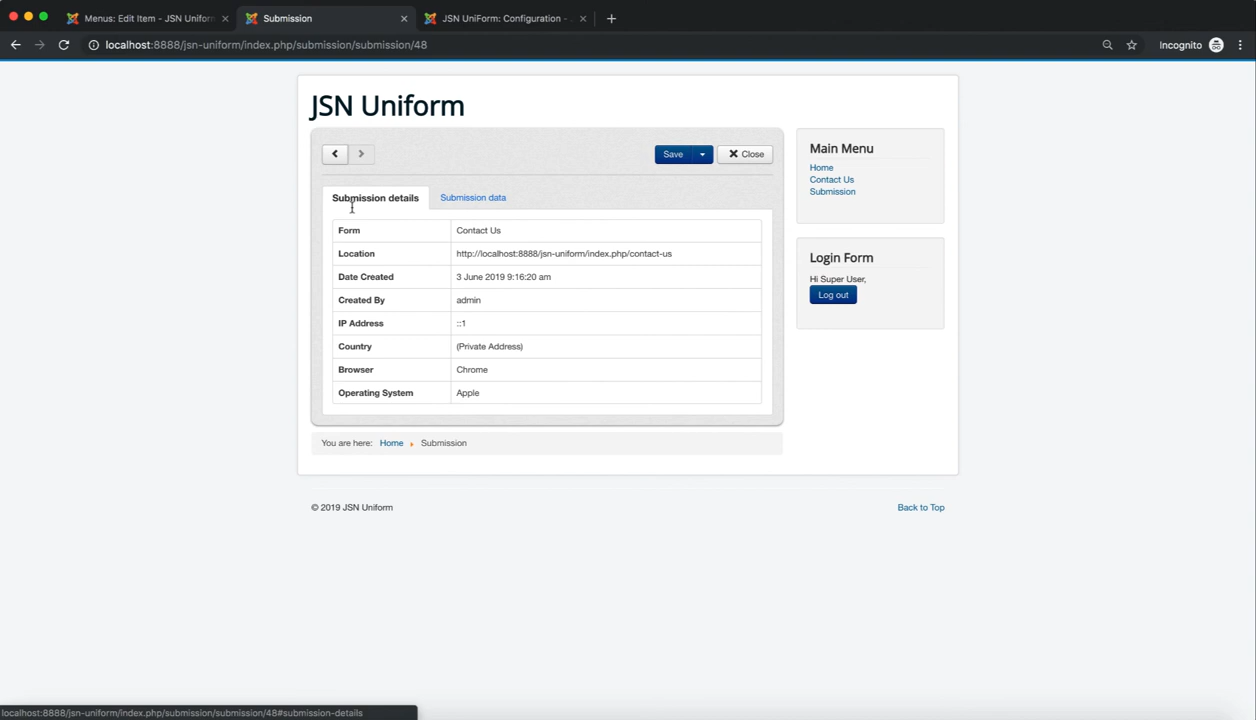 Menus: Edit Item - JSN Uniform
Submission
JSN UniForm: Configuration -
localhost:8888/jsn-uniform/index.php/submission/submission/48
Incognito
JSN Uniform
Save
Close
Submission details
Submission data
Form Contact Us
Location http://localhost:8888/jsn-uniform/index.php/contact-us
Date Created 3 June 2019 9:16:20 am
Created By admin
IP Address ::1
Country (Private Address)
Browser Chrome
Operating System Apple
You are here: Home Submission
Main Menu
Home
Contact Us
Submission
Login Form
Hi Super User,
Log out
© 2019 JSN Uniform
Back to Top
localhost:8888/jsn-uniform/index.php/submission/submission/48#submission-details